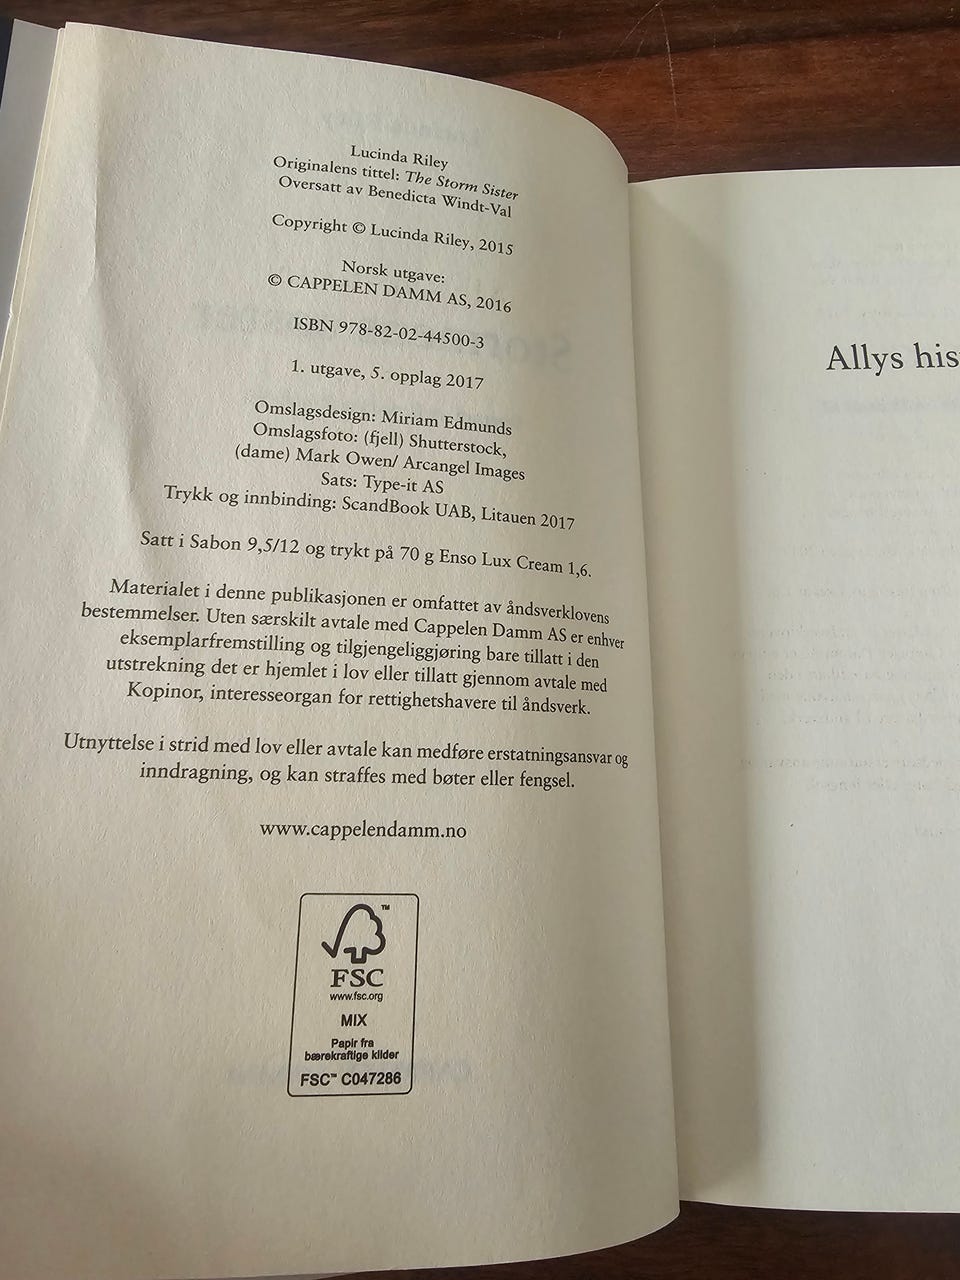 Lucinda Riley
Originalens tittel: The Storm Sister
Oversatt av Benedicta Windt-Val
Copyright © Lucinda Riley, 2015
Norsk utgave:
© CAPPELEN DAMM AS, 2016
ISBN 978-82-02-44500-3
1. utgave, 5. opplag 2017
Omslagsdesign: Miriam Edmunds
Omslagsfoto: (fjell) Shutterstock,
(dame) Mark Owen/ Arcangel Images
Sats: Type-it AS
Trykk og innbinding: ScandBook UAB, Litauen 2017
Satt i Sabon 9,5/12 og trykt på 70 g Enso Lux Cream 1,6.
Materialet i denne publikasjonen er omfattet av åndsverklovens
bestemmelser. Uten særskilt avtale med Cappelen Damm AS er enhver
eksemplarfremstilling og tilgjengeliggjøring bare tillatt i den
utstrekning det er hjemlet i lov eller tillatt gjennom avtale med
Kopinor, interesseorgan for rettighetshavere til åndsverk.
Utnyttelse i strid med lov eller avtale kan medføre erstatningsansvar og
inndragning, og kan straffes med bøter eller fengsel.
www.cappelendamm.no
FSC
www.fsc.org
MIX
Papir fra
bærekraftige kilder
FSC™ C047286
Allys his